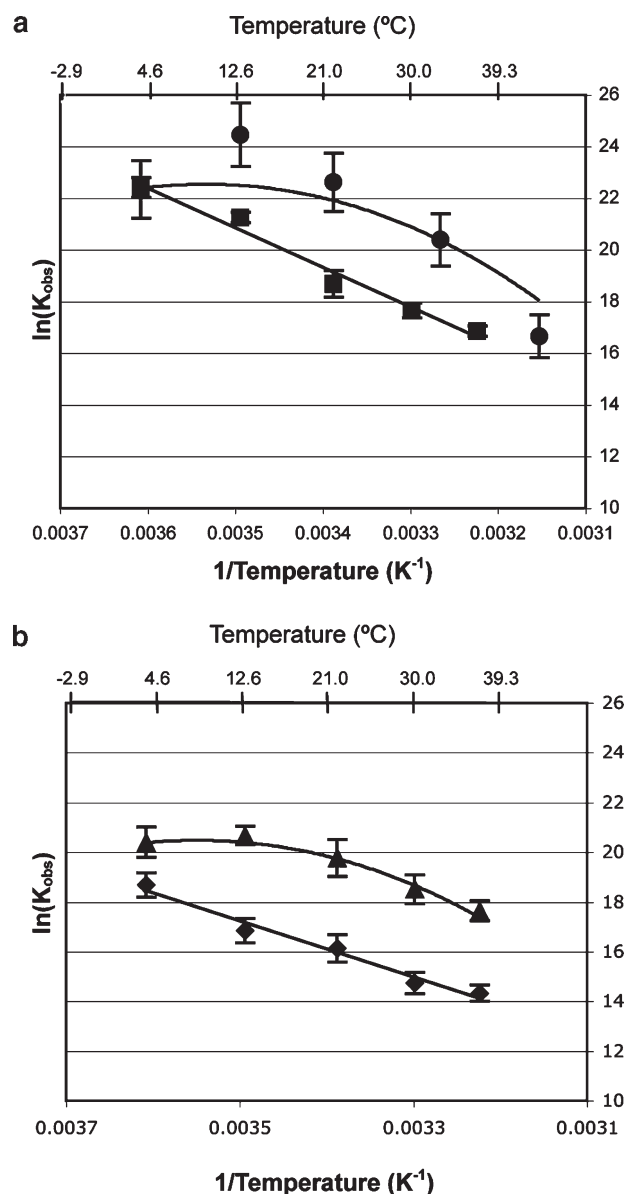 a
Temperature (ºC)
-2.9 4.6 12.6 21.0 30.0 39.3
26
24
22
20
18
16
14
12
10
ln(Kobs)
0.0037 0.0036 0.0035 0.0034 0.0033 0.0032 0.0031
1/Temperature (K-1)
b
Temperature (ºC)
-2.9 4.6 12.6 21.0 30.0 39.3
26
24
22
20
18
16
14
12
10
ln(Kobs)
0.0037 0.0035 0.0033 0.0031
1/Temperature (K-1)